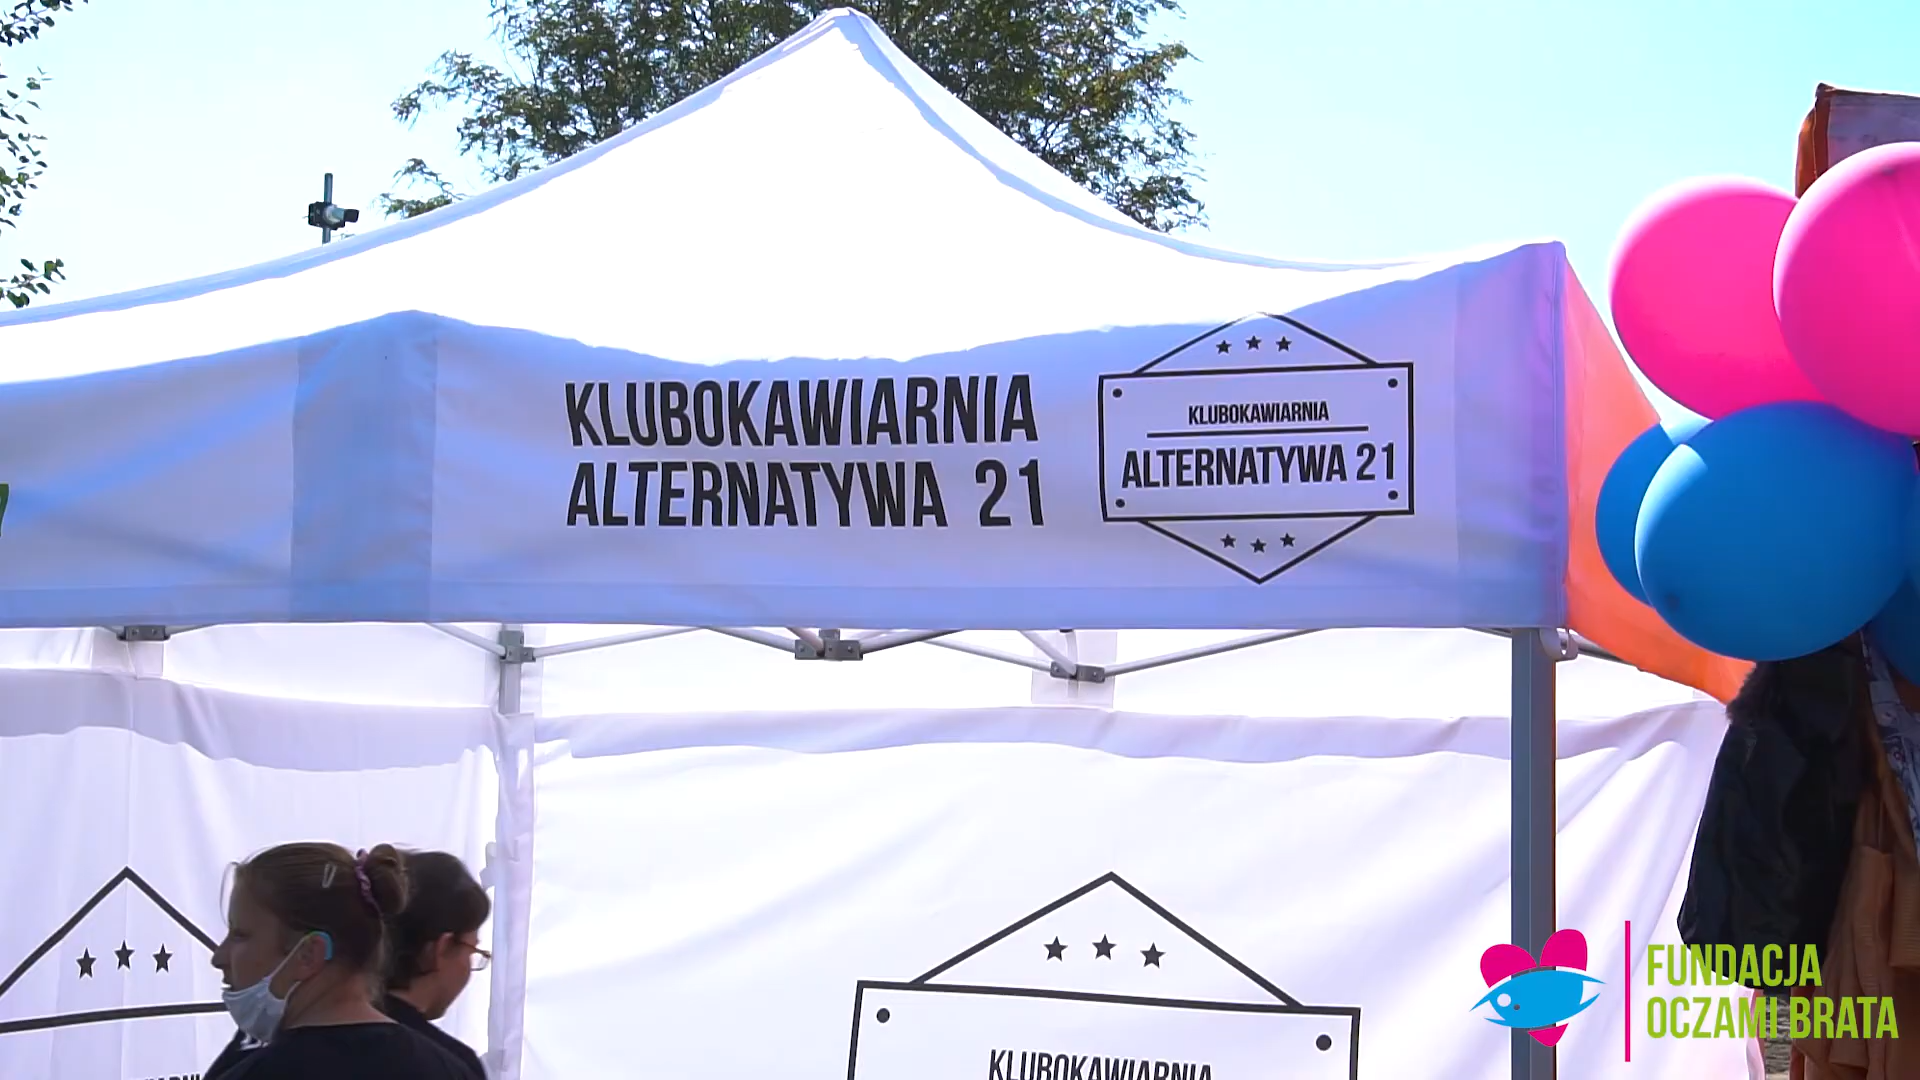 KLUBOKAWIARNIA
ALTERNATYWA 21
KLUBOKAWIARNIA
ALTERNATYWA 21
KLUBOKAWIARNIA
FUNDACJA
OCZAMI BRATA